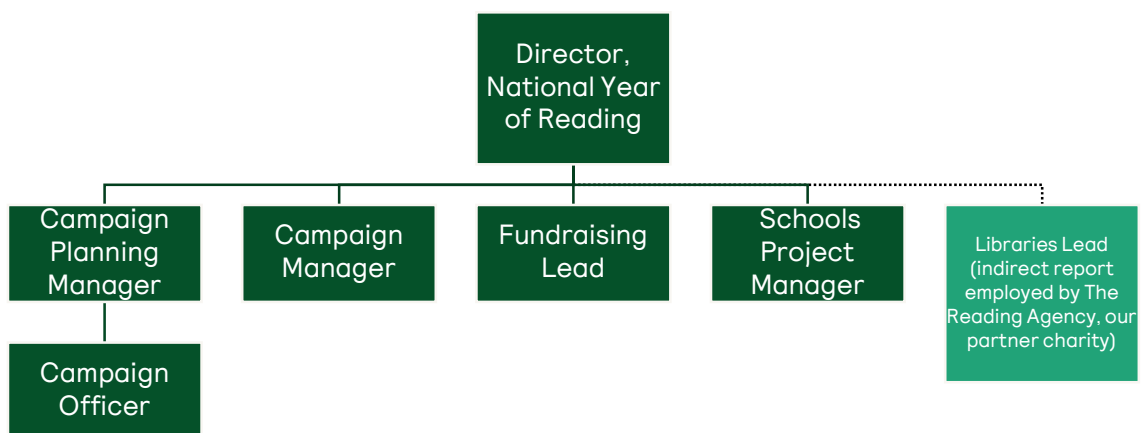 Director,
National Year
of Reading
Campaign
Planning
Manager
Campaign
Manager
Fundraising
Lead
Schools
Project
Manager
Libraries Lead
(indirect report
employed by The
Reading Agency, our
partner charity)
Campaign
Officer